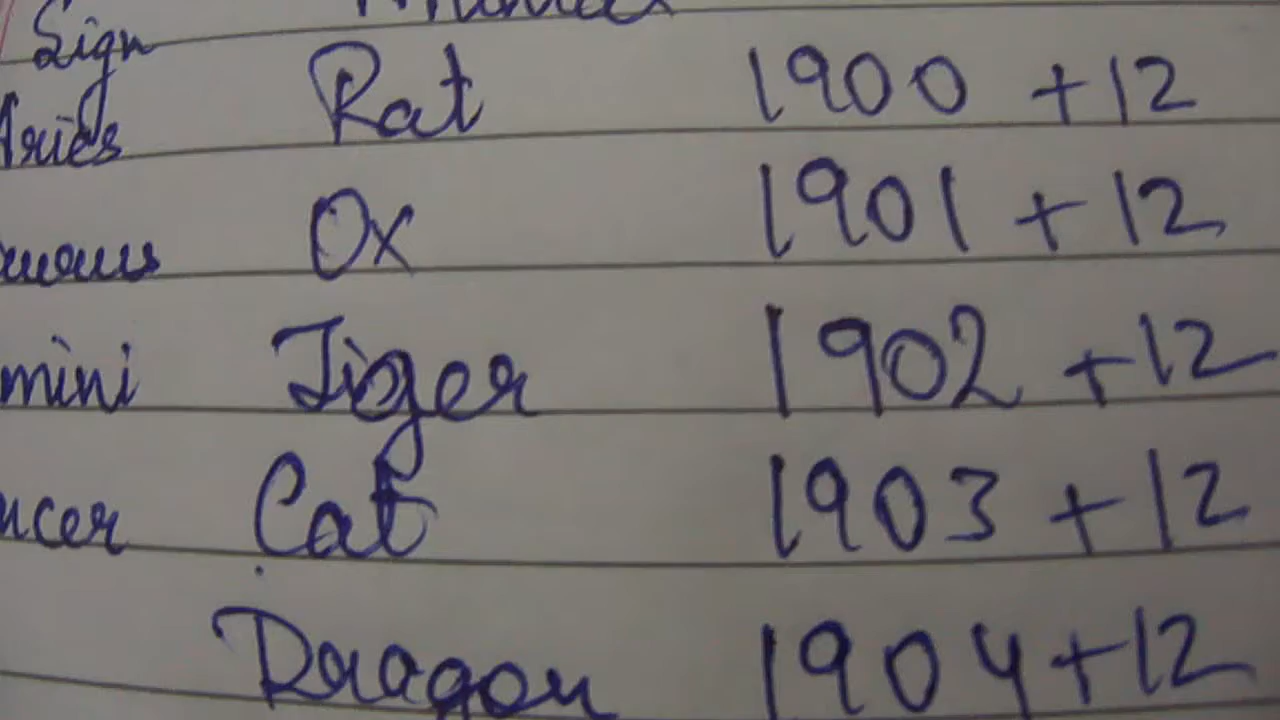 Sign
Aries Rat 1900 +12
Ox 1901 +12
mini Tiger 1902 +12
ncer Cat 1903 +12
Dragon 1904 +12